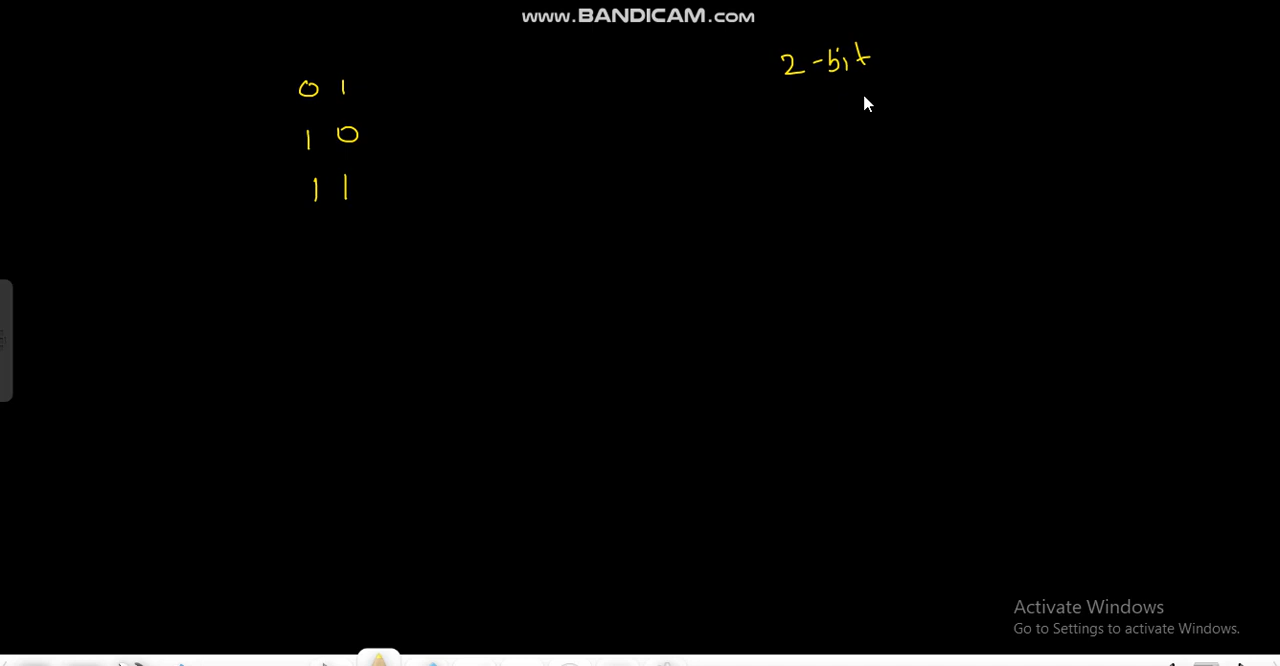 www.BANDICAM.com
2-bit
0 1
1 0
1 1
Activate Windows
Go to Settings to activate Windows.